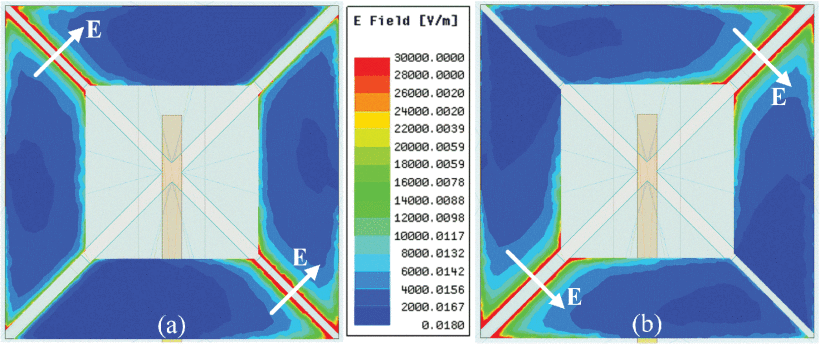 E
E
(a)
E Field [V/m]
30000.0000
28000.0000
26000.0020
24000.0020
22000.0039
20000.0059
18000.0059
16000.0078
14000.0088
12000.0098
10000.0117
8000.0132
6000.0142
4000.0156
2000.0167
0.0180
E
E
(b)